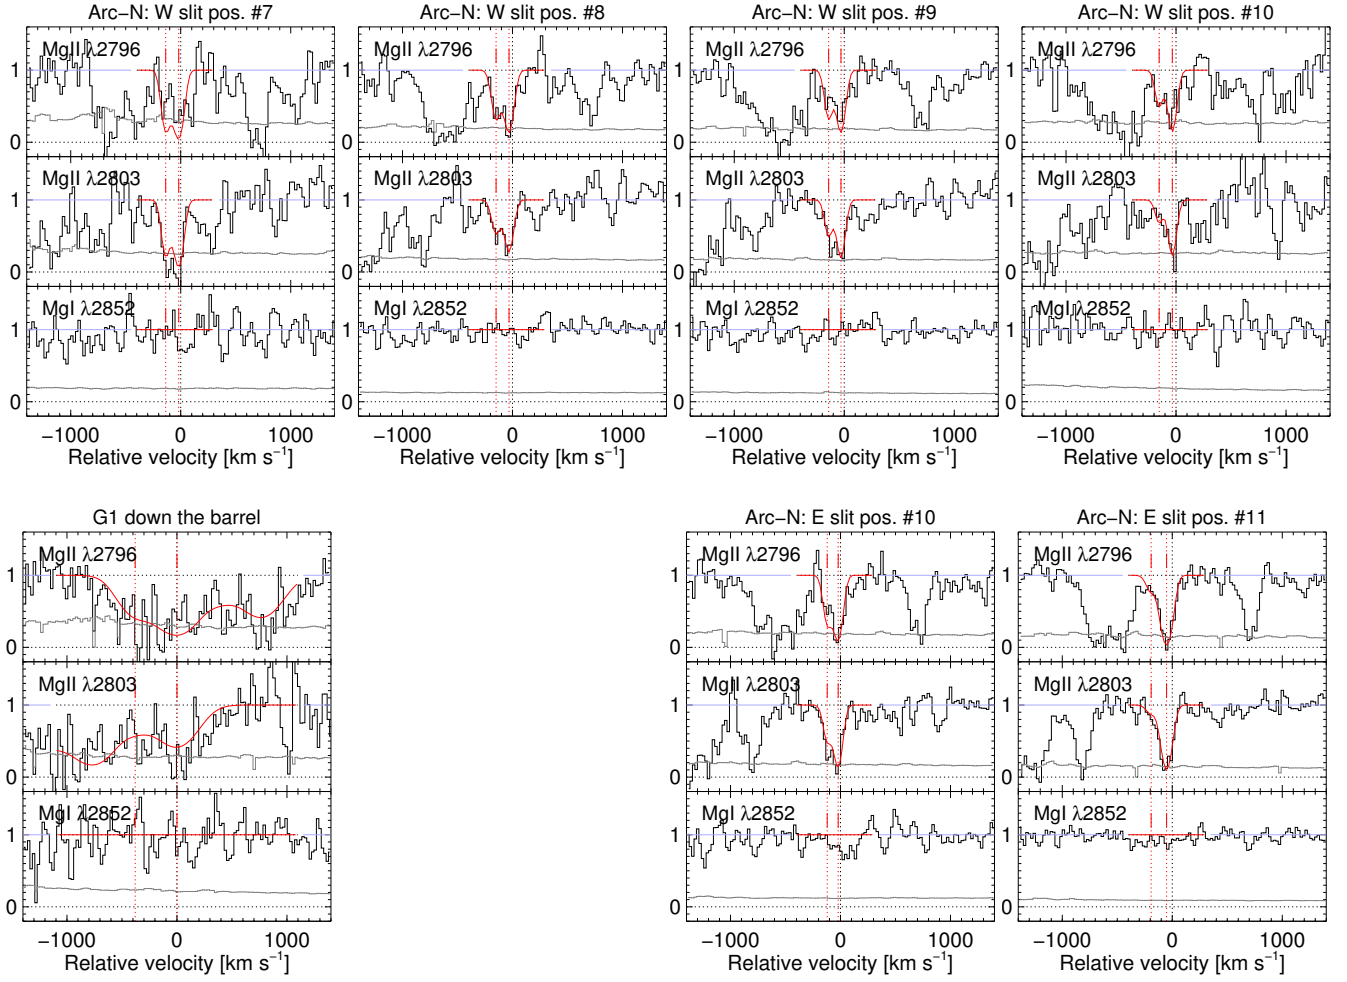 Arc−N: W slit pos. #7 Arc−N: W slit pos. #8 Arc−N: W slit pos. #9 Arc−N: W slit pos. #10
MgII λ2796 MgII λ2796 MgII λ2796 MgII λ2796
1 1 1 1
0 0 0 0
MgII λ2803 MgII λ2803 MgII λ2803 MgII λ2803
1 1 1 1
0 0 0 0
MgI λ2852 MgI λ2852 MgI λ2852 MgI λ2852
1 1 1 1
0 0 0 0
−1000 0 1000 −1000 0 1000 −1000 0 1000 −1000 0 1000
Relative velocity [km s⁻¹] Relative velocity [km s⁻¹] Relative velocity [km s⁻¹] Relative velocity [km s⁻¹]
G1 down the barrel Arc−N: E slit pos. #10 Arc−N: E slit pos. #11
MgII λ2796 MgII λ2796 MgII λ2796
1 1 1
0 0 0
MgII λ2803 MgII λ2803 MgII λ2803
1 1 1
0 0 0
MgI λ2852 MgI λ2852 MgI λ2852
1 1 1
0 0 0
−1000 0 1000 −1000 0 1000 −1000 0 1000
Relative velocity [km s⁻¹] Relative velocity [km s⁻¹] Relative velocity [km s⁻¹]